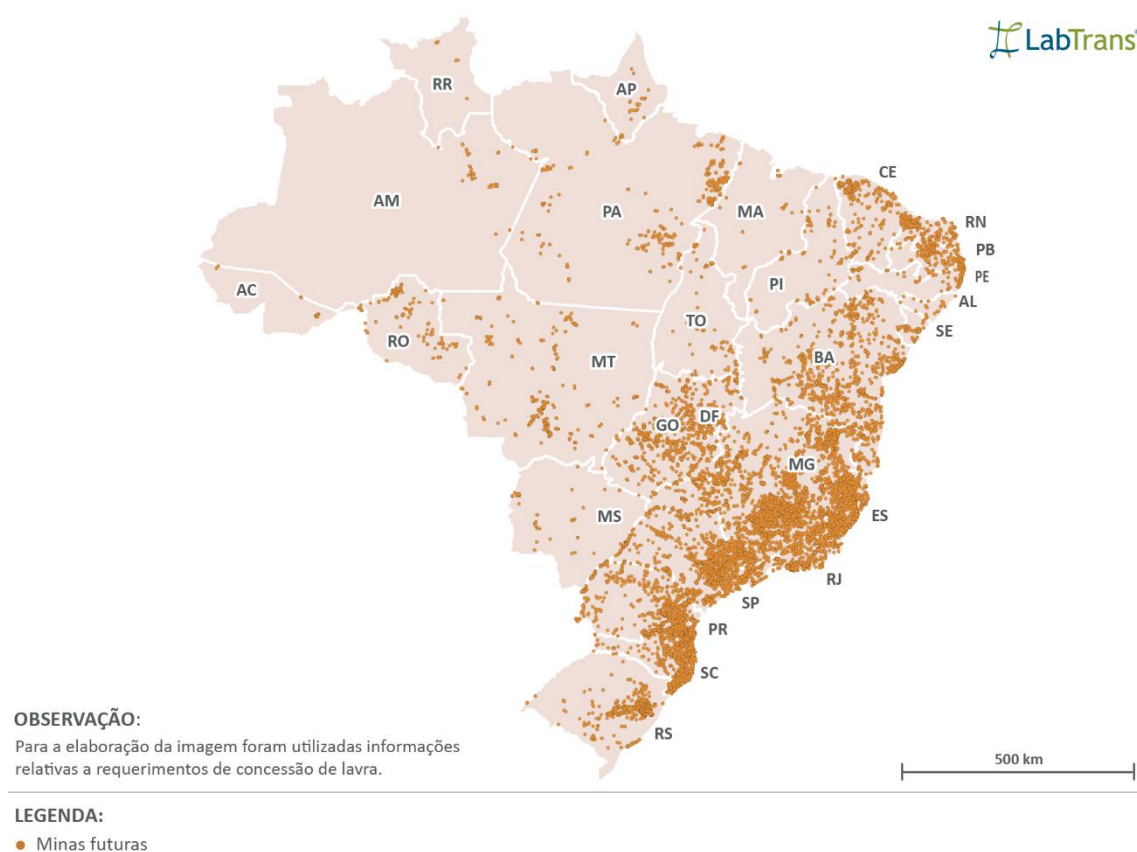 LabTrans
RR
AP
AM
PA
MA
CE
RN
PB
PE
AL
SE
AC
RO
PI
TO
BA
MT
GO
DF
MG
ES
MS
RJ
SP
PR
SC
RS
OBSERVAÇÃO:
Para a elaboração da imagem foram utilizadas informações
relativas a requerimentos de concessão de lavra.
500 km
LEGENDA:
Minas futuras